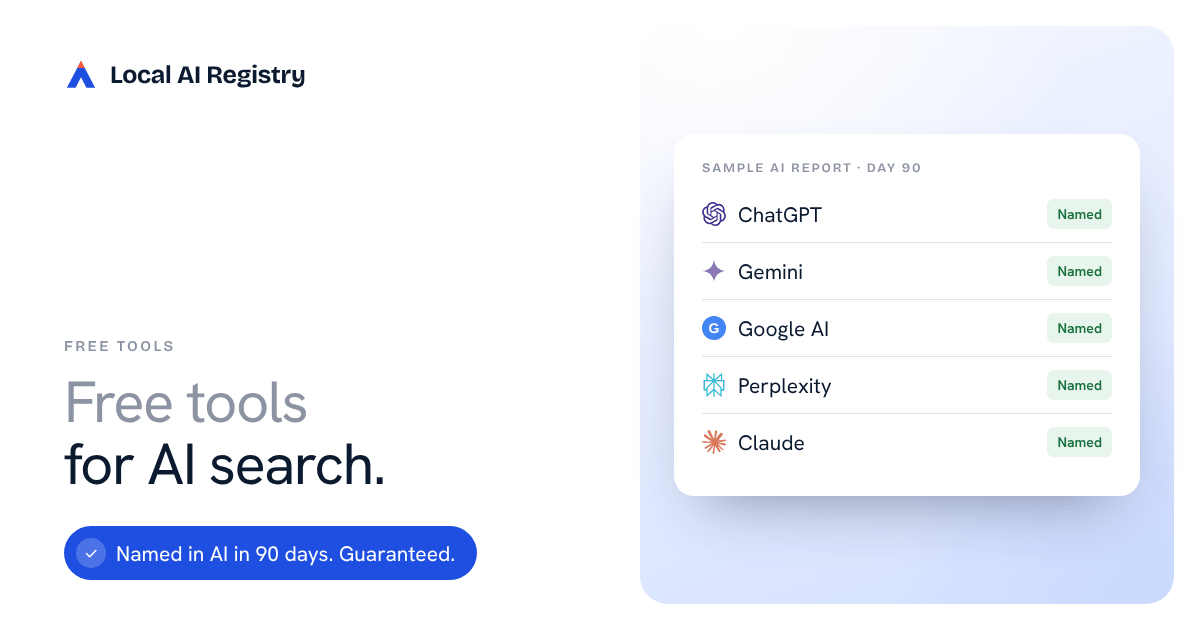 Local AI Registry
FREE TOOLS
Free tools
for AI search.
Named in AI in 90 days. Guaranteed.
SAMPLE AI REPORT · DAY 90
ChatGPT Named
Gemini Named
G Google AI Named
Perplexity Named
Claude Named